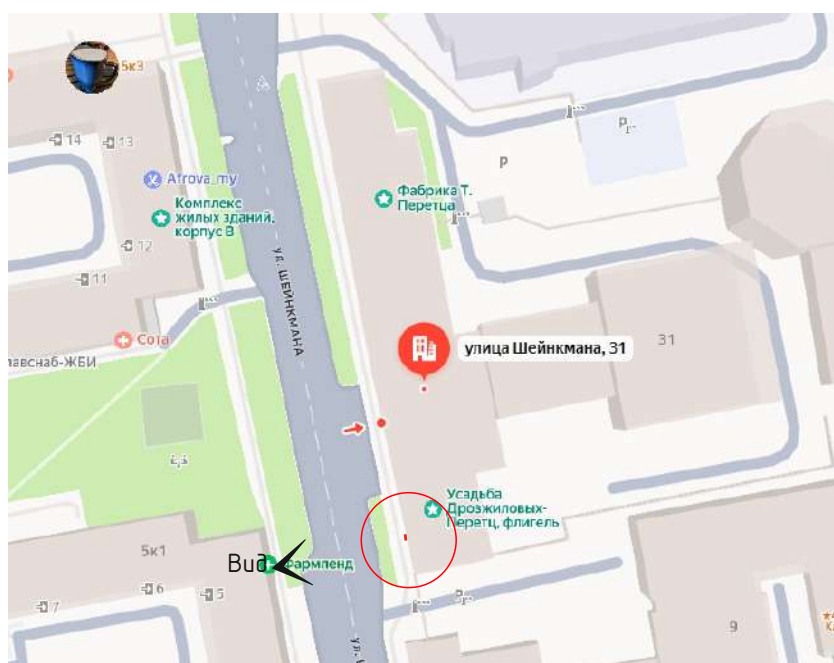 5к3
14
13
Afrova_my
Комплекс
жилых зданий,
корпус В
12
11
Сота
лавснаб-ЖБИ
ул. ШЕЙНКМАНА
Фабрика Т.
Перетца
P
P
улица Шейнкмана, 31
31
Усадьба
Дрозжиловых-
Перетц, флигель
5к1
Вид
Фармленд
6
5
7
9